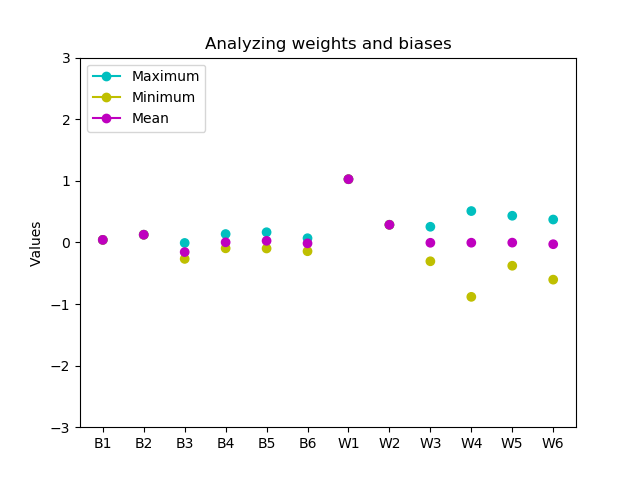 Analyzing weights and biases
Maximum
Minimum
Mean
Values
3
2
1
0
−1
−2
−3
B1 B2 B3 B4 B5 B6 W1 W2 W3 W4 W5 W6